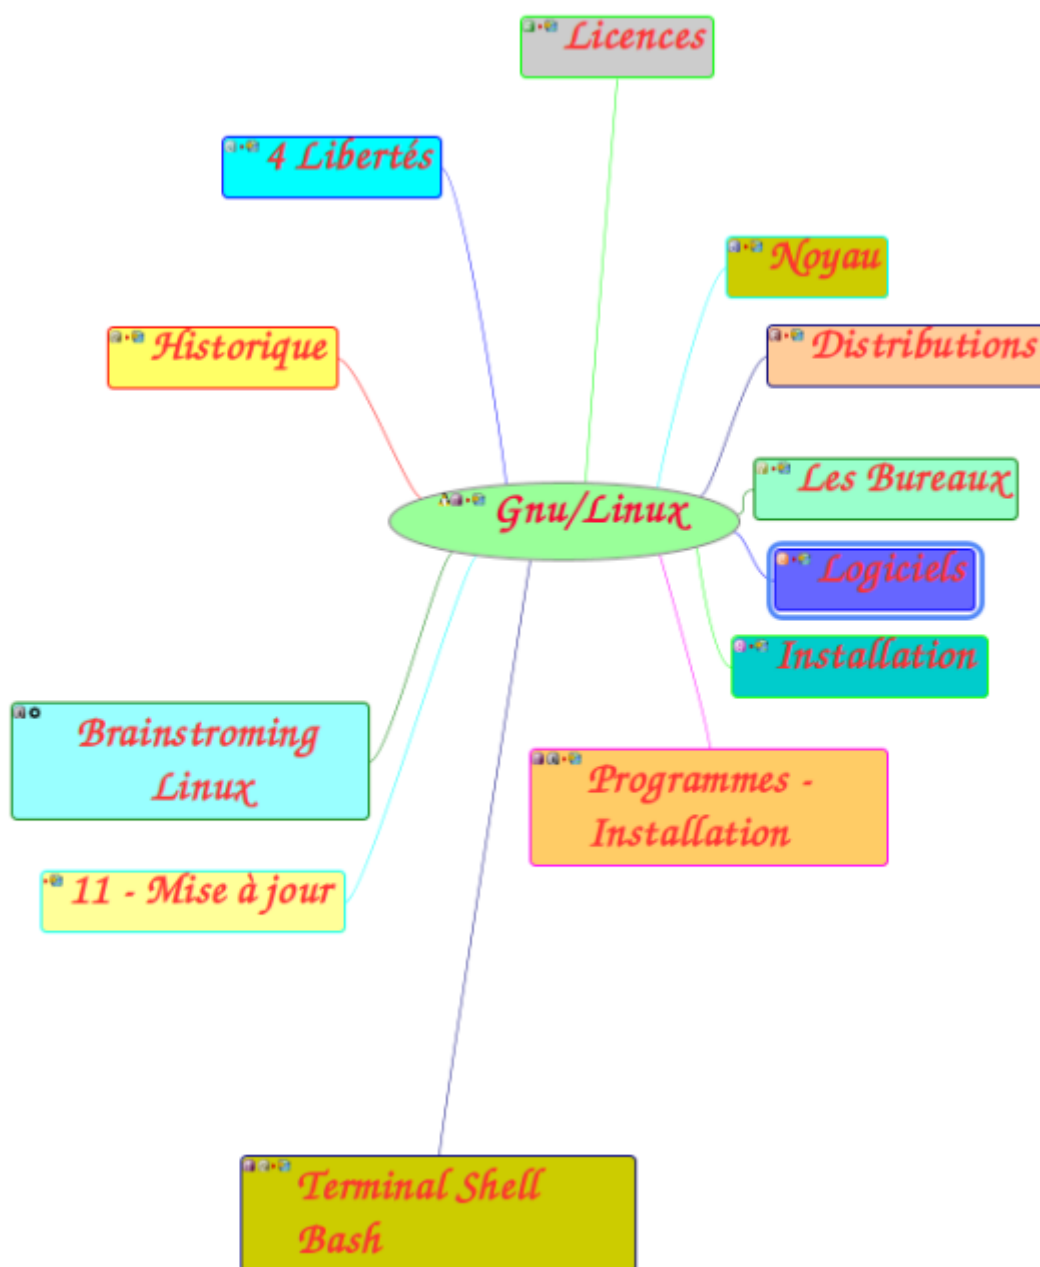 Licences
4 Libertés
Noyau
Historique
Distributions
Les Bureaux
Gnu/Linux
Logiciels
Installation
Brainstroming
Linux
Programmes -
Installation
11 - Mise à jour
Terminal Shell
Bash